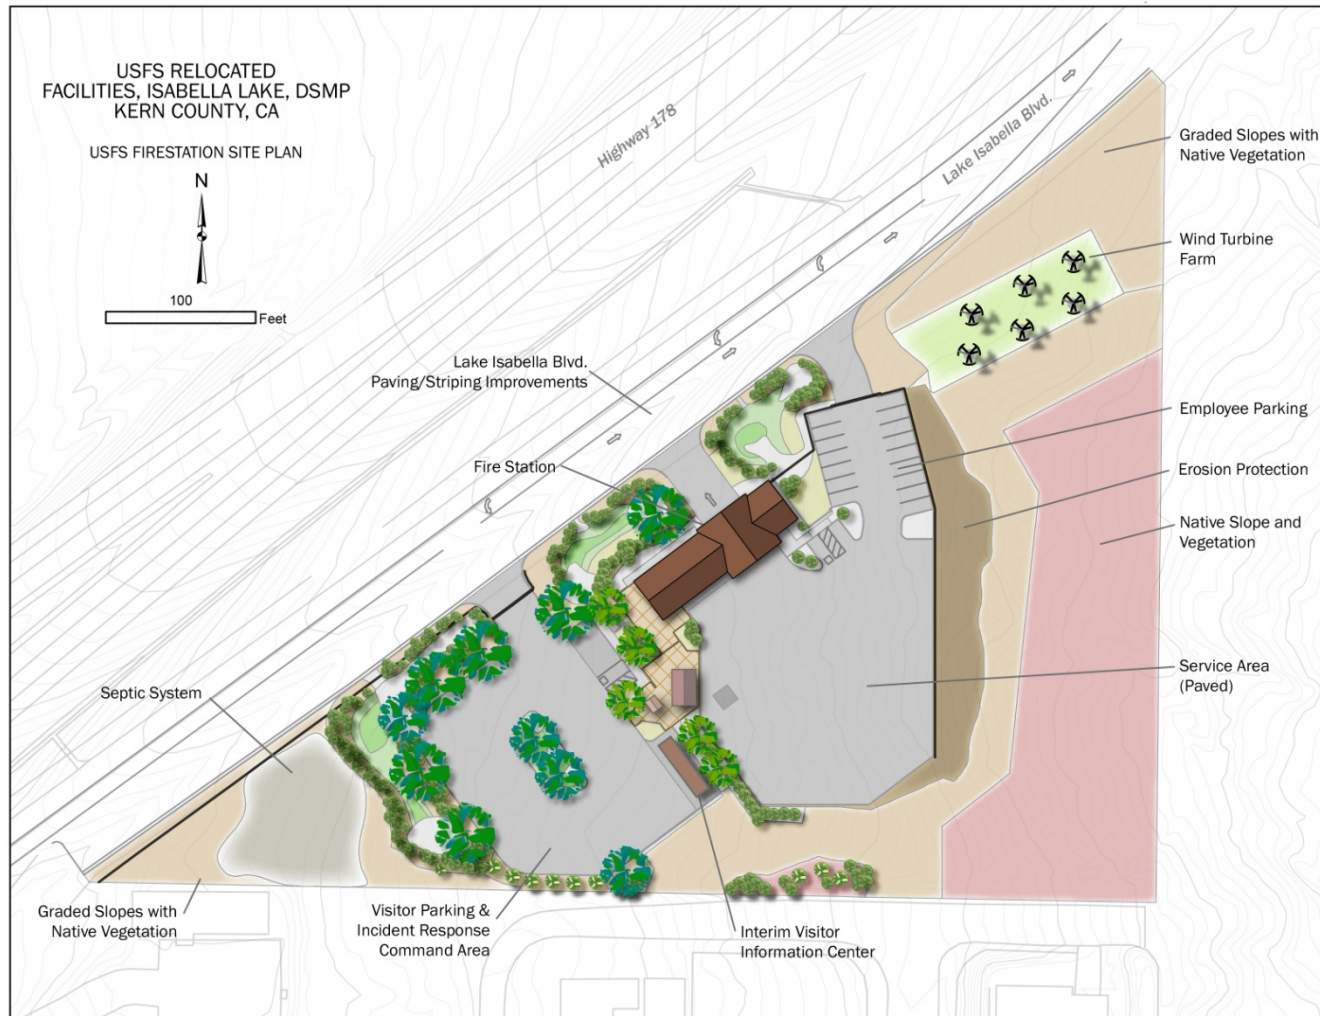 USFS RELOCATED
FACILITIES, ISABELLA LAKE, DSMP
KERN COUNTY, CA
USFS FIRESTATION SITE PLAN
N
100
Feet
Highway 178
Lake Isabella Blvd.
Graded Slopes with
Native Vegetation
Wind Turbine
Farm
Lake Isabella Blvd.
Paving/Striping Improvements
Employee Parking
Fire Station
Erosion Protection
Native Slope and
Vegetation
Service Area
(Paved)
Septic System
Graded Slopes with
Native Vegetation
Visitor Parking &
Incident Response
Command Area
Interim Visitor
Information Center